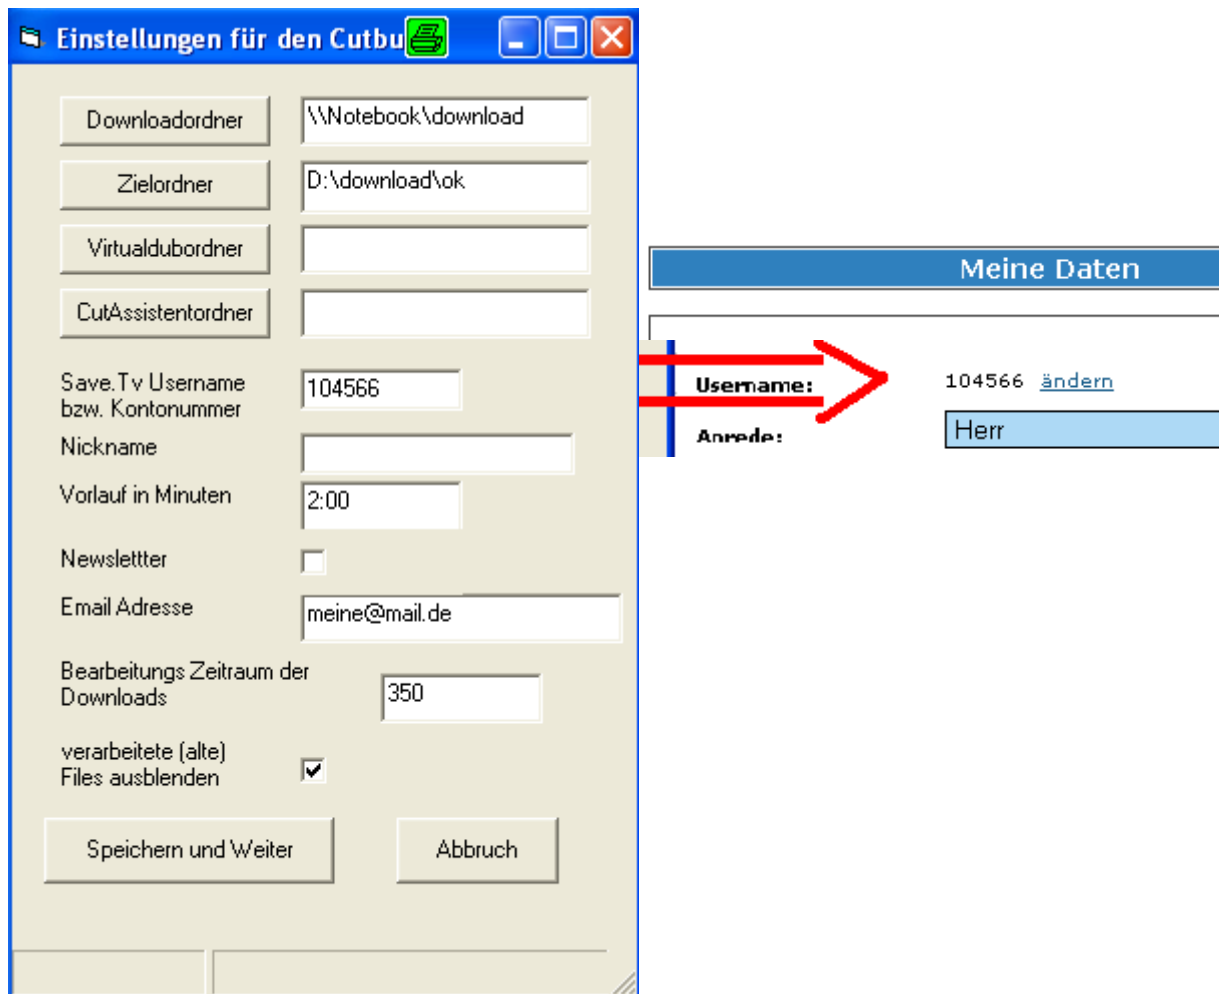 Einstellungen für den Cutbu
Downloadordner
\\Notebook\download
Zielordner
D:\download\ok
Virtualdubordner
CutAssistentordner
Save.Tv Username
bzw. Kontonummer
104566
Nickname
Vorlauf in Minuten
2:00
Newslettter
Email Adresse
meine@mail.de
Bearbeitungs Zeitraum der
Downloads
350
verarbeitete (alte)
Files ausblenden
Speichern und Weiter
Abbruch
Meine Daten
Username:
104566 ändern
Anrede:
Herr